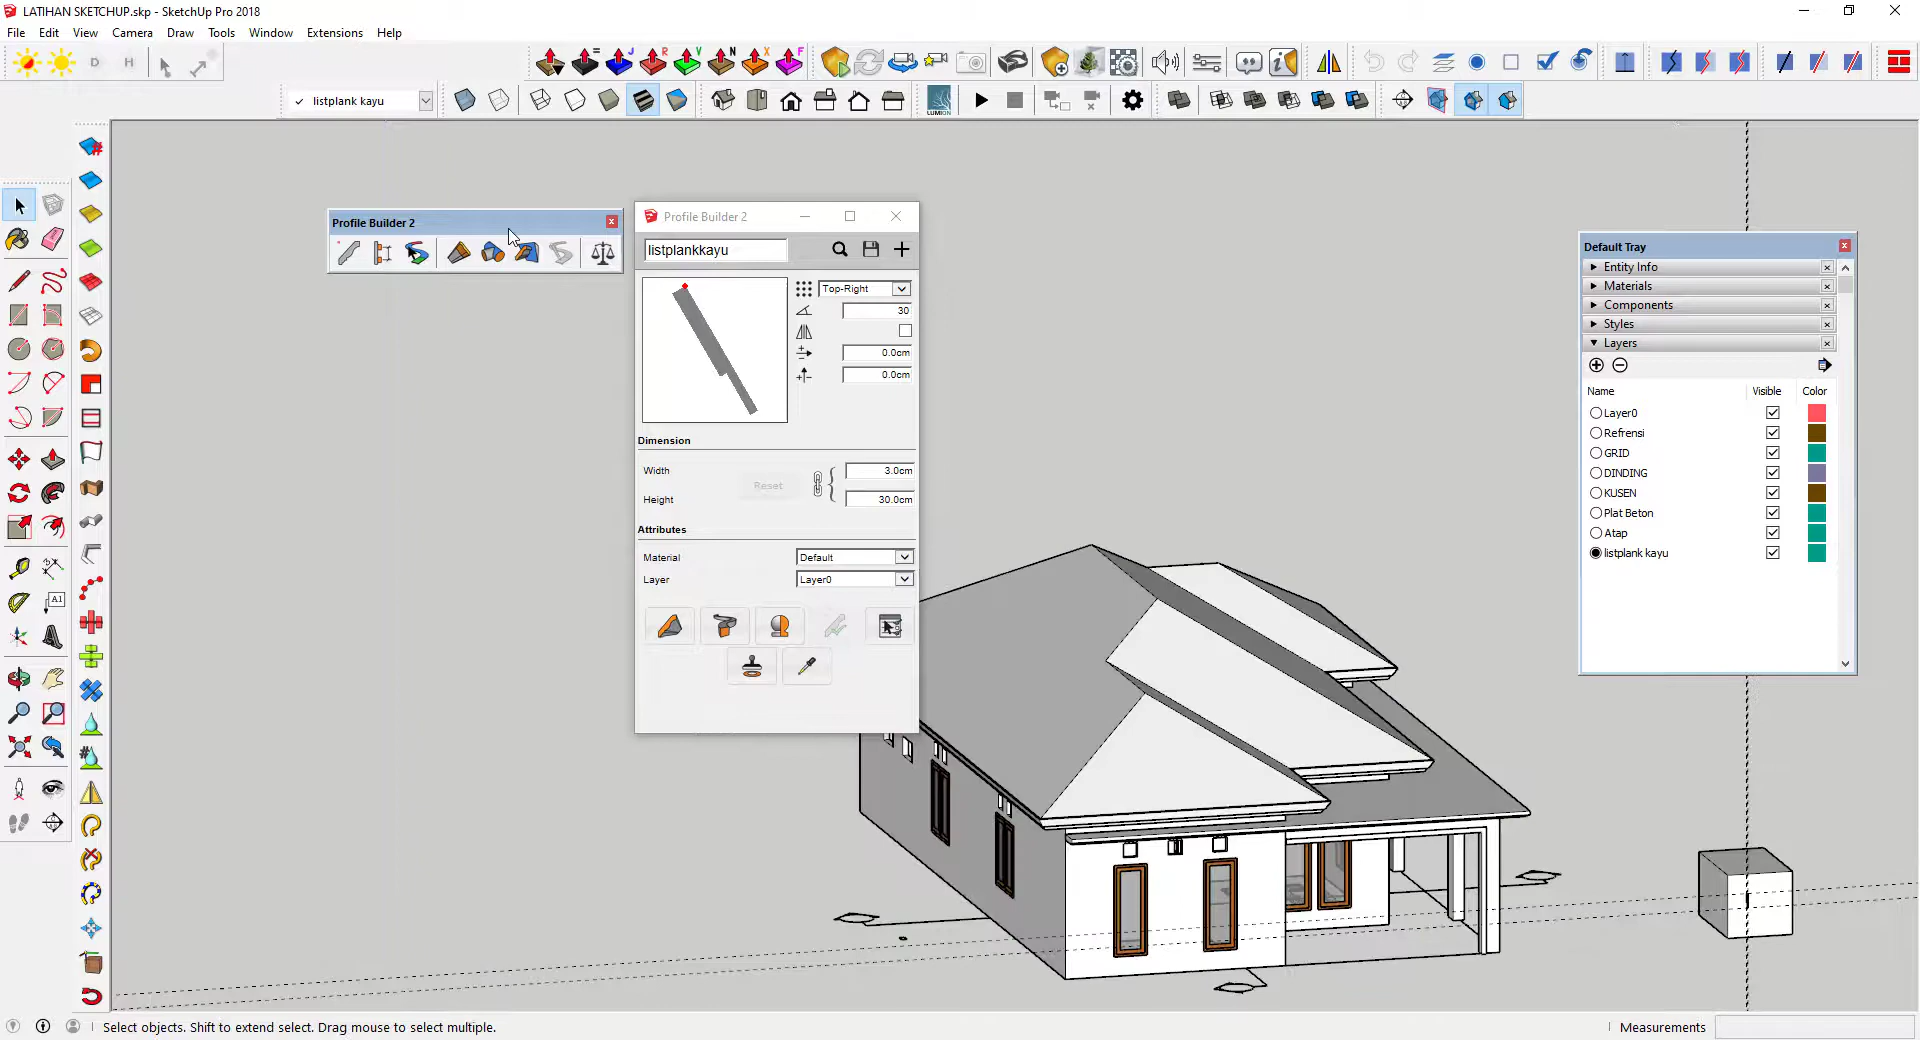 LATIHAN SKETCHUP.skp - SketchUp Pro 2018
File Edit View Camera Draw Tools Window Extensions Help
D H
= J R V N X F
✓ listplank kayu
LUMION
Profile Builder 2
Profile Builder 2
listplankkayu
Top-Right
30
0.0cm
0.0cm
Dimension
Width 3.0cm
Reset
Height 30.0cm
Attributes
Material Default
Layer Layer0
Default Tray
Entity Info
Materials
Components
Styles
Layers
Name Visible Color
Layer0
Refrensi
GRID
DINDING
KUSEN
Plat Beton
Atap
listplank kayu
A1
Select objects. Shift to extend select. Drag mouse to select multiple.
Measurements